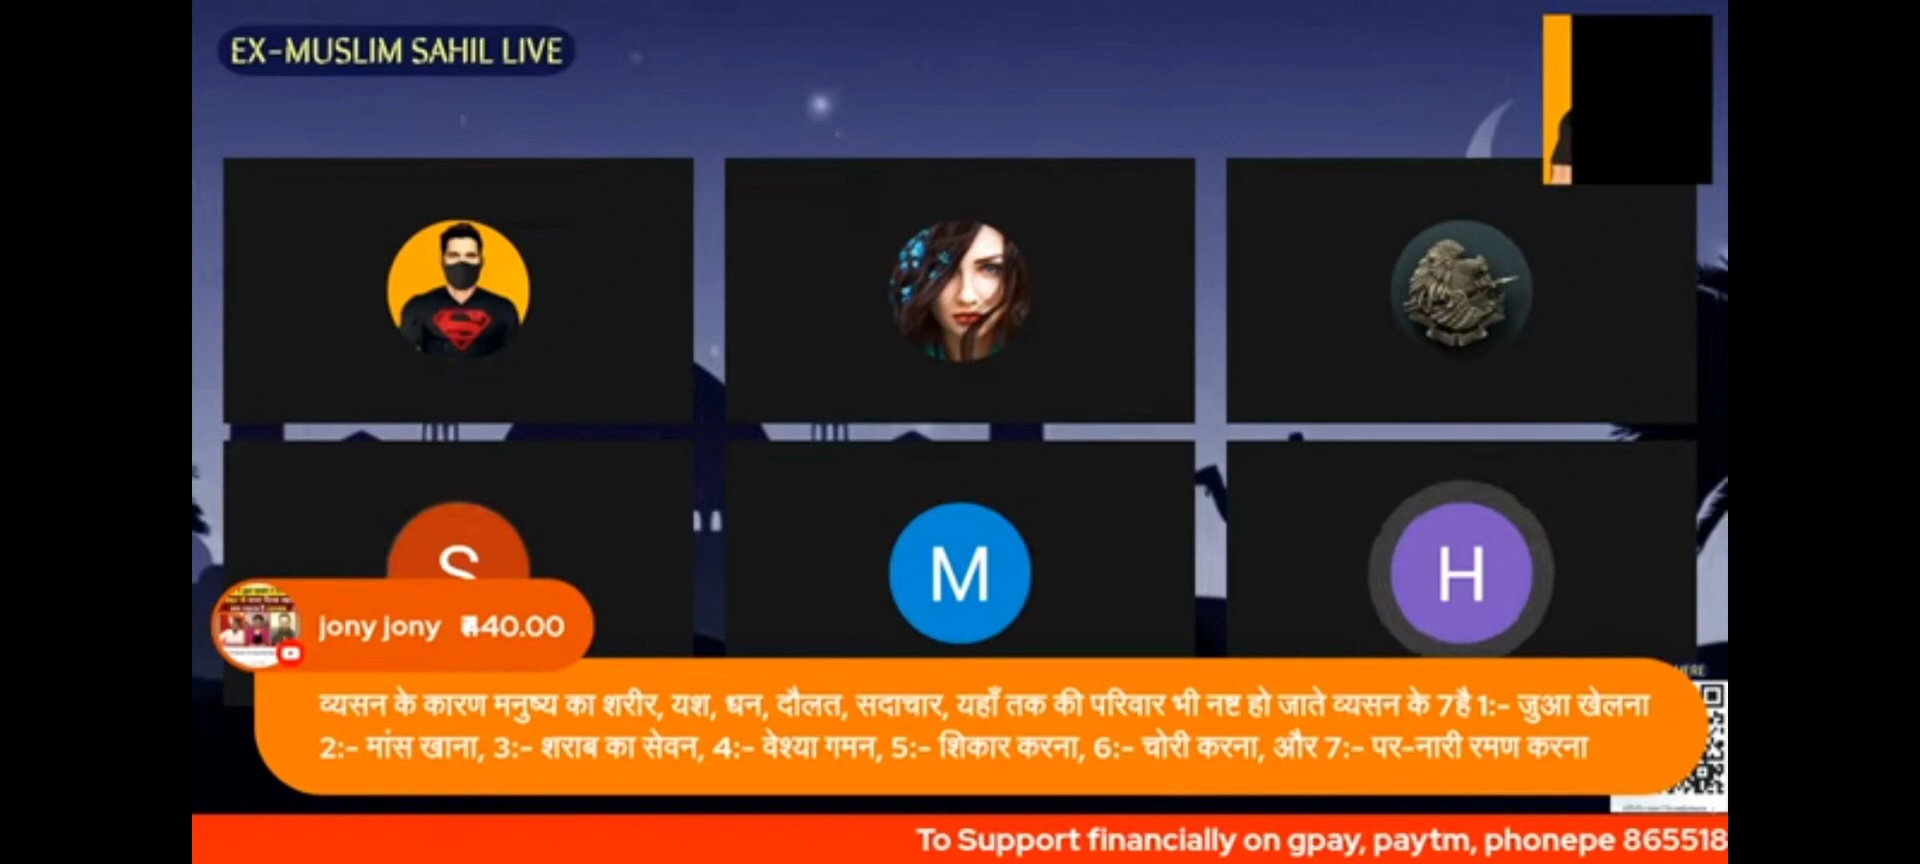 EX-MUSLIM SAHIL LIVE
S
M
H
jony jony ₹440.00
व्यसन के कारण मनुष्य का शरीर, यश, धन, दौलत, सदाचार, यहाँ तक की परिवार भी नष्ट हो जाते व्यसन के 7है 1:- जुआ खेलना
2:- मांस खाना, 3:- शराब का सेवन, 4:- वेश्या गमन, 5:- शिकार करना, 6:- चोरी करना, और 7:- पर-नारी रमण करना
To Support financially on gpay, paytm, phonepe 865518